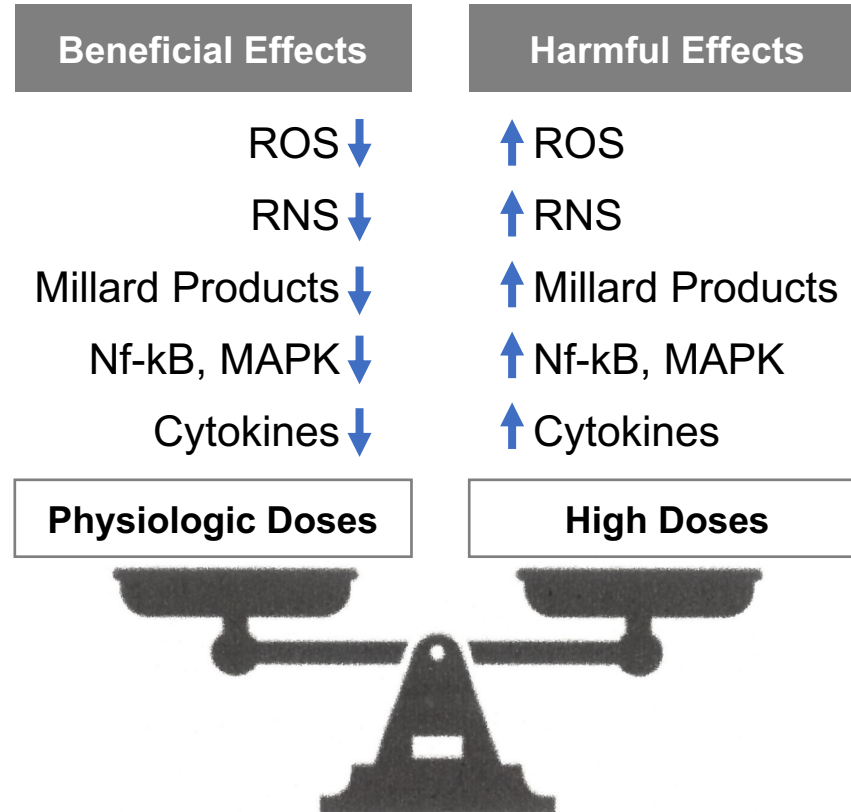 Beneficial Effects
ROS
RNS
Millard Products
Nf-kB, MAPK
Cytokines
Physiologic Doses
Harmful Effects
ROS
RNS
Millard Products
Nf-kB, MAPK
Cytokines
High Doses